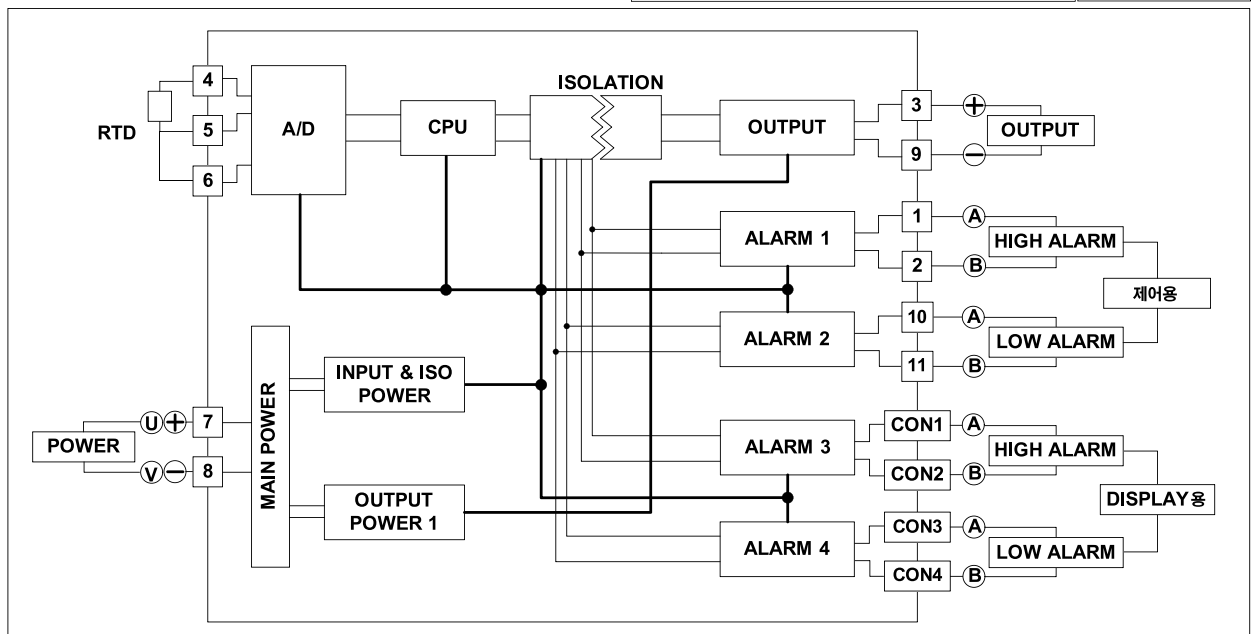 ISOLATION
4
5
6
RTD
A/D
CPU
OUTPUT
3
9
+
−
OUTPUT
ALARM 1
1
2
A
B
HIGH ALARM
제어용
ALARM 2
10
11
A
B
LOW ALARM
MAIN POWER
INPUT & ISO
POWER
POWER
U +
V −
7
8
OUTPUT
POWER 1
ALARM 3
CON1
CON2
A
B
HIGH ALARM
DISPLAY용
ALARM 4
CON3
CON4
A
B
LOW ALARM